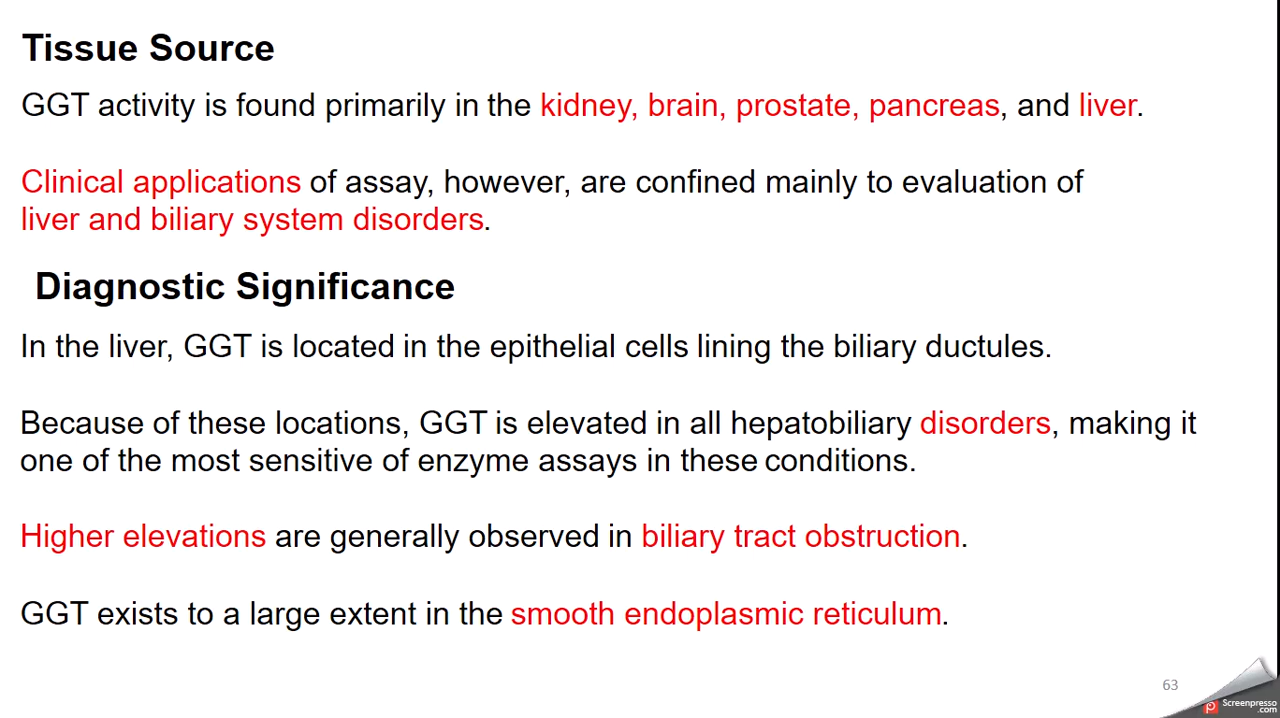 Tissue Source
GGT activity is found primarily in the kidney, brain, prostate, pancreas, and liver.
Clinical applications of assay, however, are confined mainly to evaluation of
liver and biliary system disorders.
Diagnostic Significance
In the liver, GGT is located in the epithelial cells lining the biliary ductules.
Because of these locations, GGT is elevated in all hepatobiliary disorders, making it
one of the most sensitive of enzyme assays in these conditions.
Higher elevations are generally observed in biliary tract obstruction.
GGT exists to a large extent in the smooth endoplasmic reticulum.
63
Screenpresso
.com